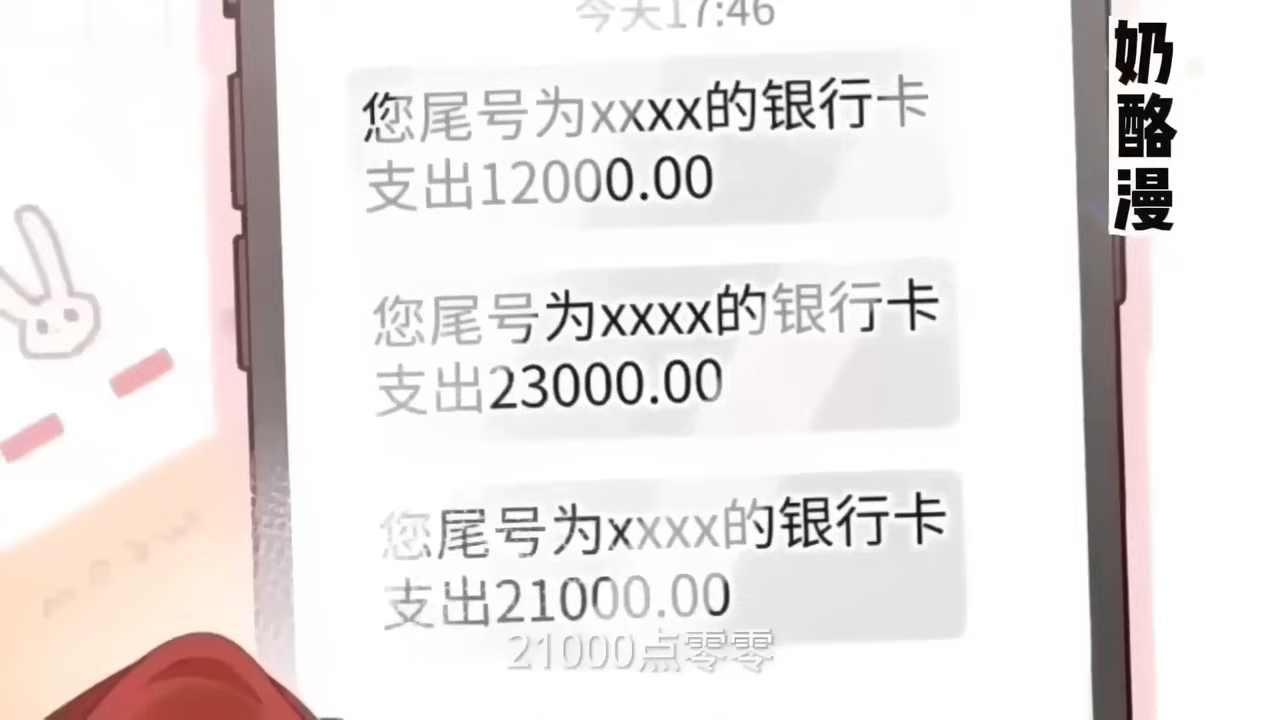 今天17:46
您尾号为xxxx的银行卡
支出12000.00
您尾号为xxxx的银行卡
支出23000.00
您尾号为xxxx的银行卡
支出21000.00
21000点零零
奶酪漫